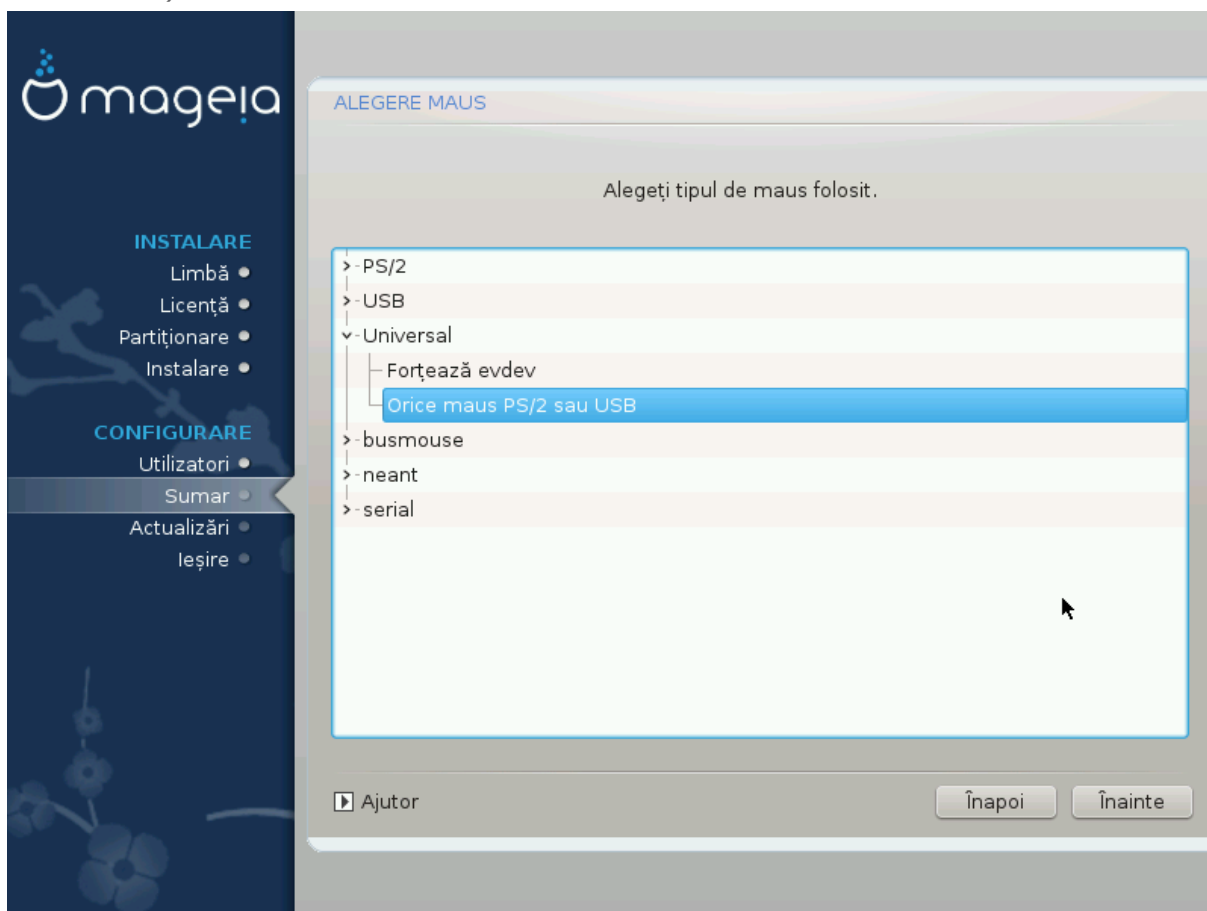 mageia
ALEGERE MAUS
Alegeți tipul de maus folosit.
INSTALARE
Limbă
Licență
Partiționare
Instalare
CONFIGURARE
Utilizatori
Sumar
Actualizări
Ieșire
PS/2
USB
Universal
Forțează evdev
Orice maus PS/2 sau USB
busmouse
neant
serial
Ajutor
Înapoi
Înainte